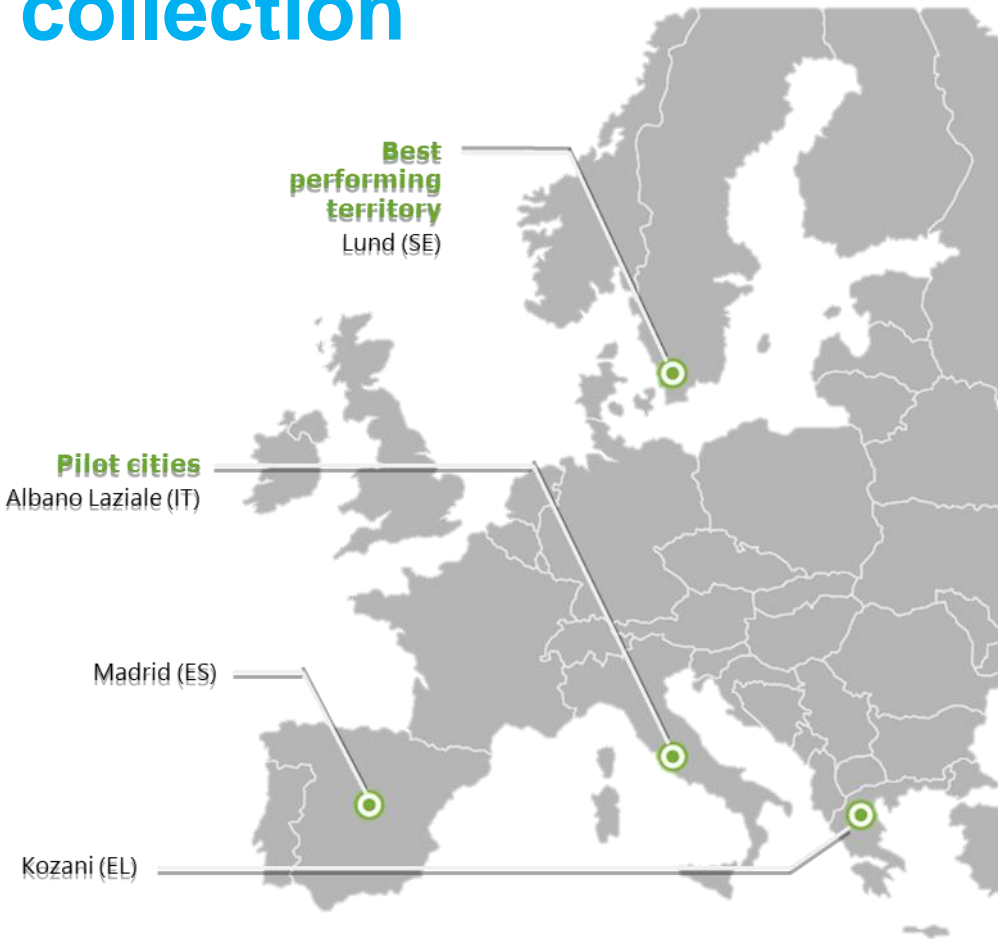 collection
Best
performing
territory
Lund (SE)
Pilot cities
Albano Laziale (IT)
Madrid (ES)
Kozani (EL)